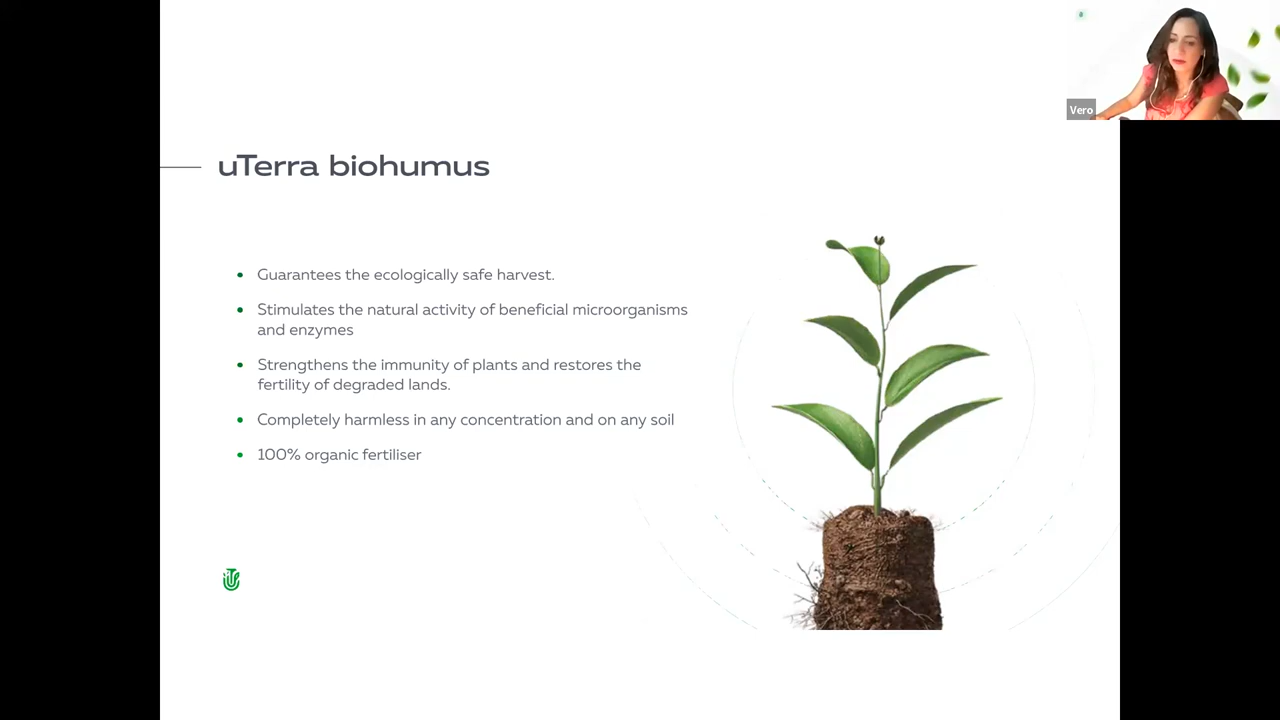 Vero
uTerra biohumus
Guarantees the ecologically safe harvest.
Stimulates the natural activity of beneficial microorganisms
and enzymes
Strengthens the immunity of plants and restores the
fertility of degraded lands.
Completely harmless in any concentration and on any soil
100% organic fertiliser